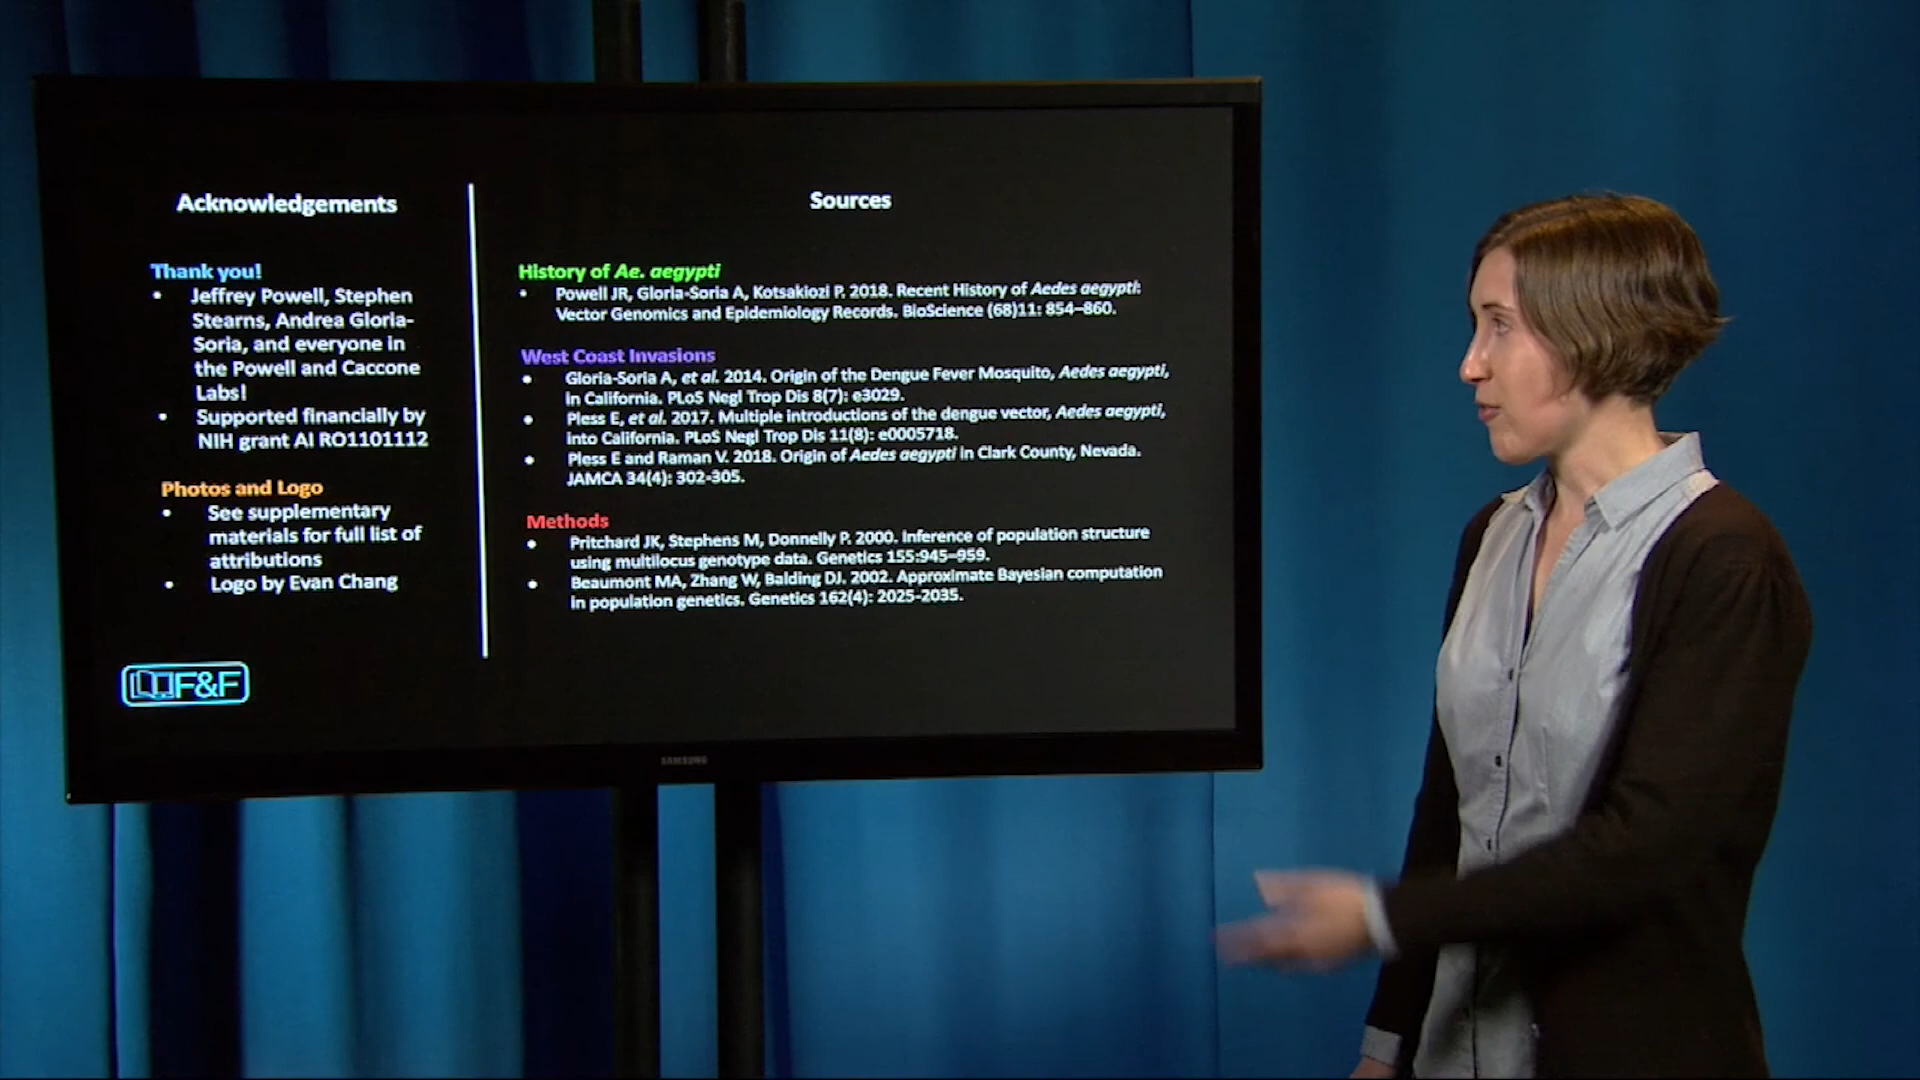 Acknowledgements
Thank you!
• Jeffrey Powell, Stephen
Stearns, Andrea Gloria-
Soria, and everyone in
the Powell and Caccone
Labs!
• Supported financially by
NIH grant AI RO1101112
Photos and Logo
• See supplementary
materials for full list of
attributions
• Logo by Evan Chang
F&F
Sources
History of Ae. aegypti
• Powell JR, Gloria-Soria A, Kotsakiozi P. 2018. Recent History of Aedes aegypti:
Vector Genomics and Epidemiology Records. BioScience (68)11: 854–860.
West Coast Invasions
• Gloria-Soria A, et al. 2014. Origin of the Dengue Fever Mosquito, Aedes aegypti,
in California. PLoS Negl Trop Dis 8(7): e3029.
• Pless E, et al. 2017. Multiple introductions of the dengue vector, Aedes aegypti,
into California. PLoS Negl Trop Dis 11(8): e0005718.
• Pless E and Raman V. 2018. Origin of Aedes aegypti in Clark County, Nevada.
JAMCA 34(4): 302-305.
Methods
• Pritchard JK, Stephens M, Donnelly P. 2000. Inference of population structure
using multilocus genotype data. Genetics 155:945–959.
• Beaumont MA, Zhang W, Balding DJ. 2002. Approximate Bayesian computation
in population genetics. Genetics 162(4): 2025-2035.
SAMSUNG